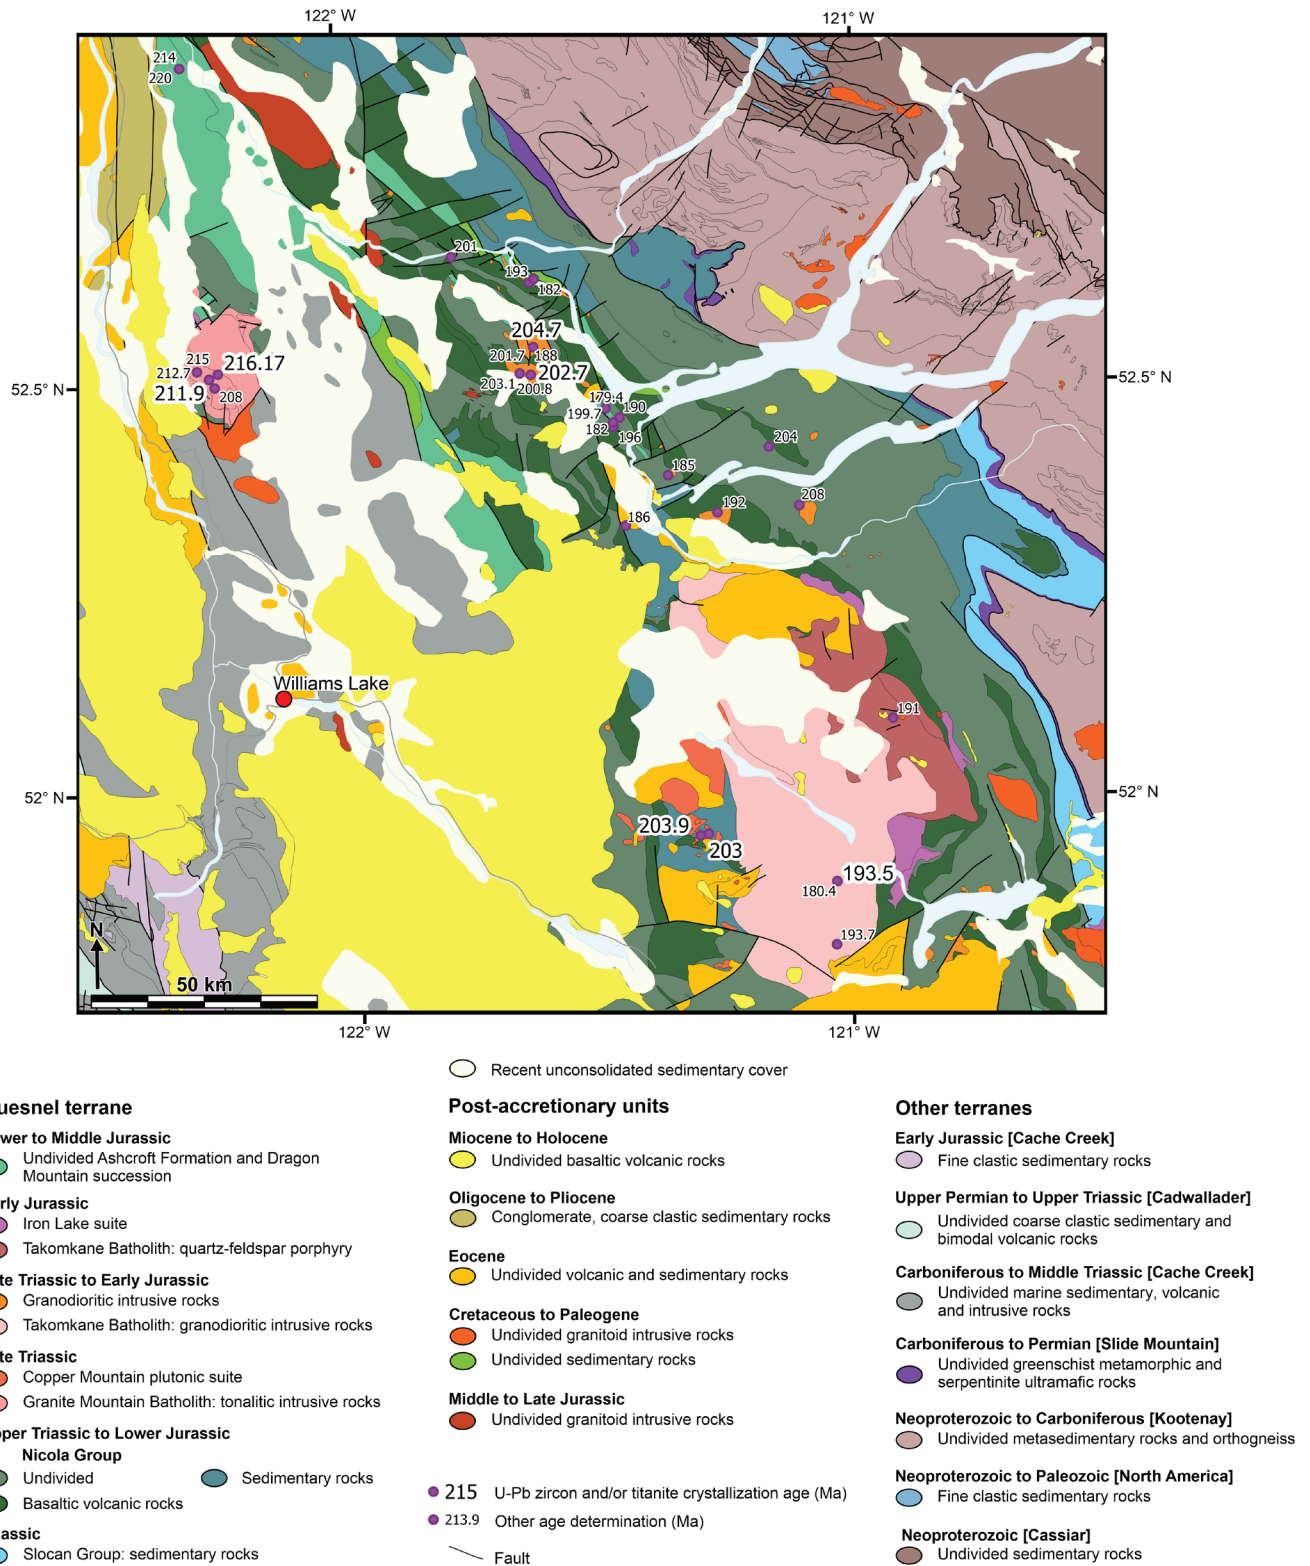 122° W
121° W
214
220
201
193
182
204.7
201.7
188
215
216.17
212.7
211.9
208
203.1
202.7
200.8
52.5° N
52.5° N
179.4
199.7
190
182
196
204
185
208
192
186
Williams Lake
191
52° N
52° N
203.9
203
193.5
180.4
193.7
N
50 km
122° W
121° W
Recent unconsolidated sedimentary cover
uesnel terrane
wer to Middle Jurassic
Undivided Ashcroft Formation and Dragon
Mountain succession
rly Jurassic
Iron Lake suite
Takomkane Batholith: quartz-feldspar porphyry
te Triassic to Early Jurassic
Granodioritic intrusive rocks
Takomkane Batholith: granodioritic intrusive rocks
te Triassic
Copper Mountain plutonic suite
Granite Mountain Batholith: tonalitic intrusive rocks
pper Triassic to Lower Jurassic
Nicola Group
Undivided
Sedimentary rocks
Basaltic volcanic rocks
assic
Slocan Group: sedimentary rocks
Post-accretionary units
Miocene to Holocene
Undivided basaltic volcanic rocks
Oligocene to Pliocene
Conglomerate, coarse clastic sedimentary rocks
Eocene
Undivided volcanic and sedimentary rocks
Cretaceous to Paleogene
Undivided granitoid intrusive rocks
Undivided sedimentary rocks
Middle to Late Jurassic
Undivided granitoid intrusive rocks
215 U-Pb zircon and/or titanite crystallization age (Ma)
213.9 Other age determination (Ma)
Fault
Other terranes
Early Jurassic [Cache Creek]
Fine clastic sedimentary rocks
Upper Permian to Upper Triassic [Cadwallader]
Undivided coarse clastic sedimentary and
bimodal volcanic rocks
Carboniferous to Middle Triassic [Cache Creek]
Undivided marine sedimentary, volcanic
and intrusive rocks
Carboniferous to Permian [Slide Mountain]
Undivided greenschist metamorphic and
serpentinite ultramafic rocks
Neoproterozoic to Carboniferous [Kootenay]
Undivided metasedimentary rocks and orthogneiss
Neoproterozoic to Paleozoic [North America]
Fine clastic sedimentary rocks
Neoproterozoic [Cassiar]
Undivided sedimentary rocks